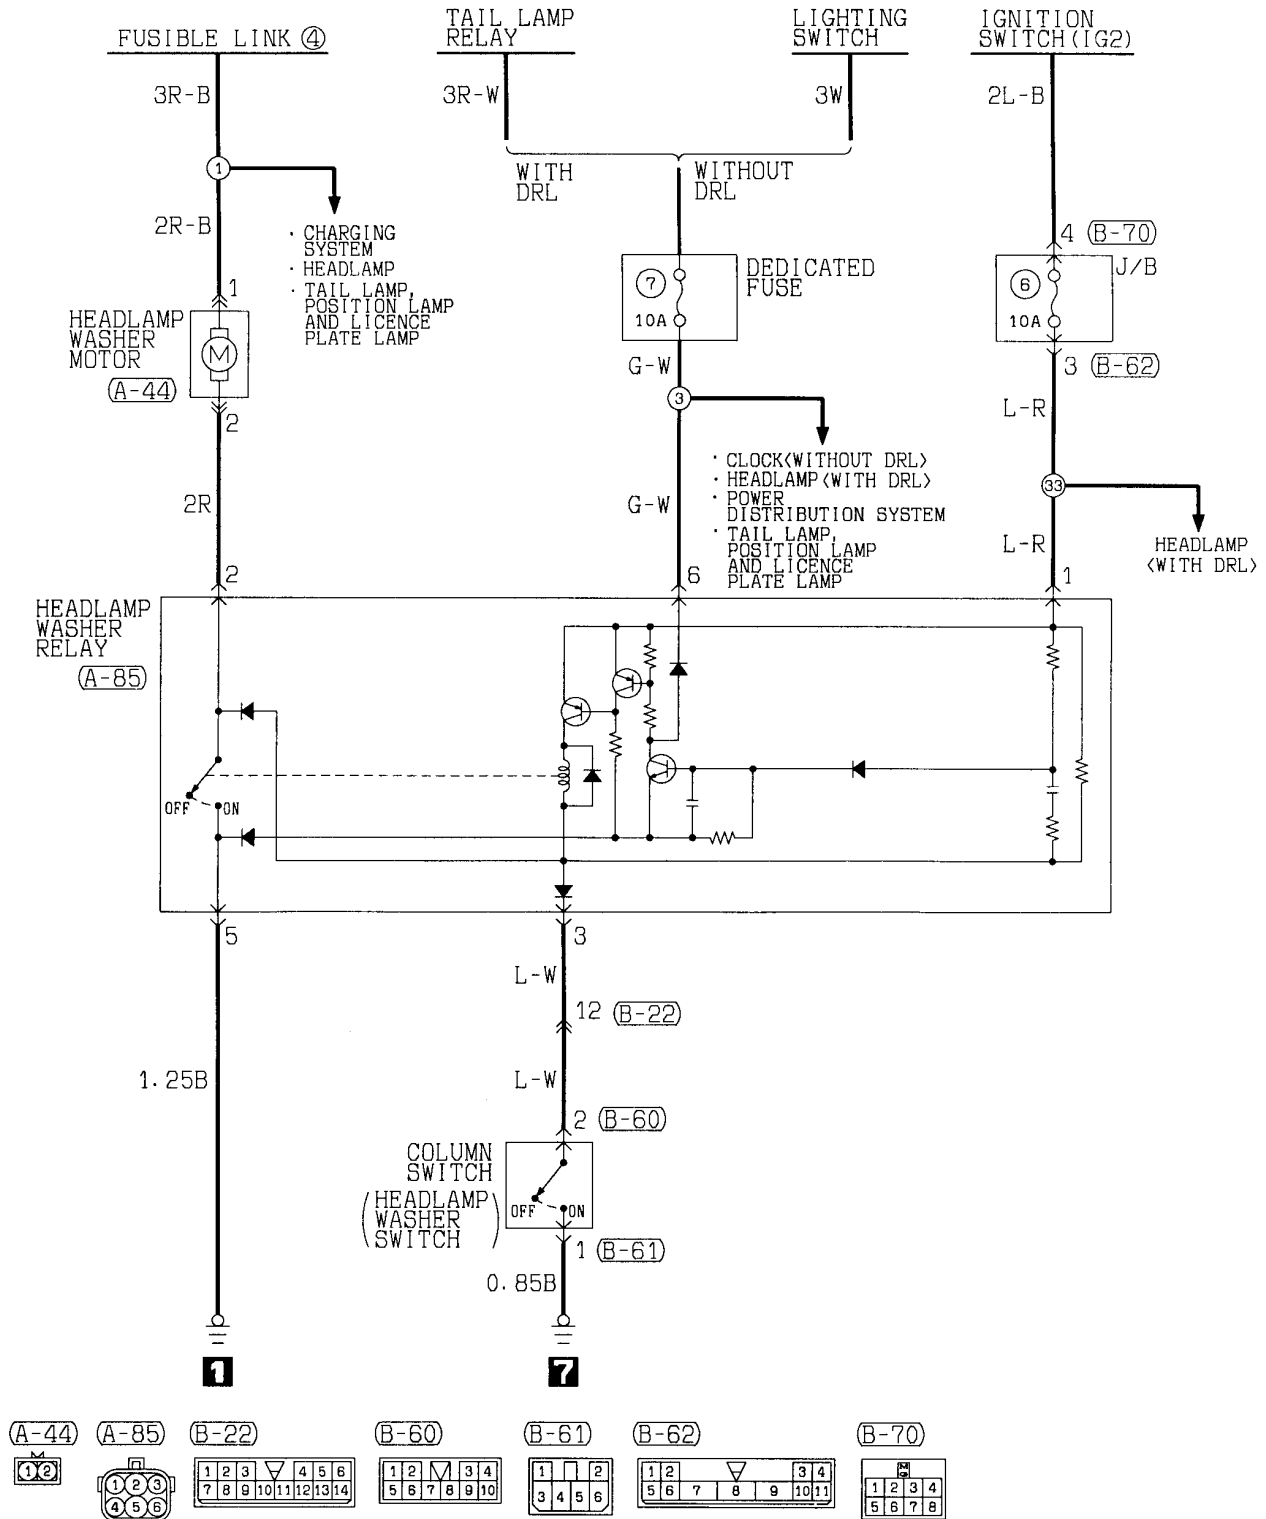 FUSIBLE LINK ④
TAIL LAMP
RELAY
LIGHTING
SWITCH
IGNITION
SWITCH(IG2)
3R-B
3R-W
3W
2L-B
1
WITH
DRL
WITHOUT
DRL
2R-B
· CHARGING
SYSTEM
· HEADLAMP
· TAIL LAMP,
POSITION LAMP
AND LICENCE
PLATE LAMP
4 (B-70)
J/B
1
HEADLAMP
WASHER
MOTOR
(A-44)
M
2
7
10A
DEDICATED
FUSE
6
10A
3 (B-62)
G-W
3
L-R
· CLOCK<WITHOUT DRL>
· HEADLAMP<WITH DRL>
· POWER
DISTRIBUTION SYSTEM
· TAIL LAMP,
POSITION LAMP
AND LICENCE
PLATE LAMP
33
2R
G-W
L-R
HEADLAMP
<WITH DRL>
2
6
1
HEADLAMP
WASHER
RELAY
(A-85)
OFF
ON
5
3
L-W
12 (B-22)
1.25B
L-W
2 (B-60)
COLUMN
SWITCH
(HEADLAMP
WASHER
SWITCH)
OFF
ON
1 (B-61)
0.85B
1
7
(A-44) (A-85) (B-22) (B-60) (B-61) (B-62) (B-70)
1 2
1 2 3
4 5 6
1 2 3 4 5 6
7 8 9 10 11 12 13 14
1 2 3 4
5 6 7 8 9 10
1 2
3 4 5 6
1 2 3 4
5 6 7 8 9 10 11
1 2 3 4
5 6 7 8